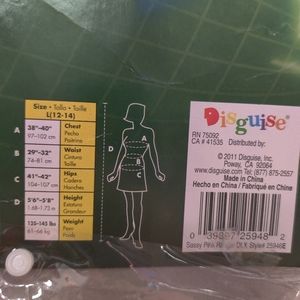 Size • Talla • Taille
L(12-14)
A
38"-40"
97-102 cm
Chest
Pecho
Poitrine
B
29"-32"
74-81 cm
Waist
Cintura
Taille
C
41"-42"
104-107 cm
Hips
Cadera
Hanches
D
5'6"-5'8"
1.68-1.73 m
Height
Estatura
Grandeur
135-145 lbs
61-66 kg
Weight
Peso
Poids
A
B
C
D
Disguise®
RN 75092
CA # 41535
Distributed by:
© 2011 Disguise, Inc.
Poway, CA 92064
www.disguise.com Tel: (877) 875-2557
Made in China
Hecho en China / Fabriqué en Chine
0 39897 25948 2
Sassy Pink DLX Style# 25948E